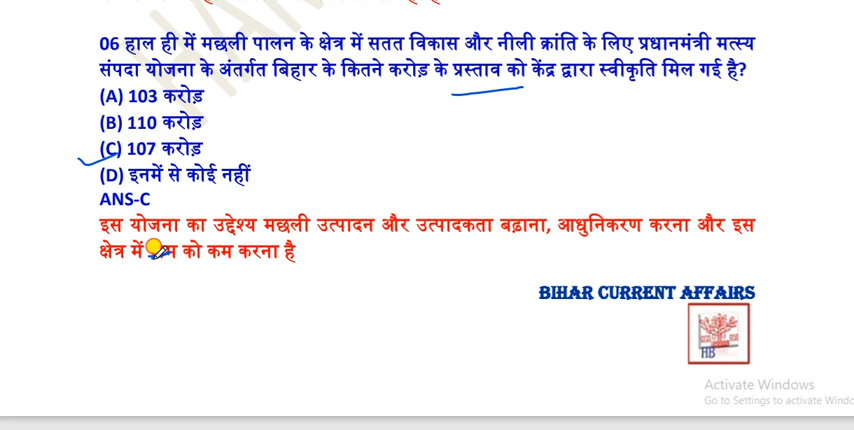 06 हाल ही में मछली पालन के क्षेत्र में सतत विकास और नीली क्रांति के लिए प्रधानमंत्री मत्स्य
संपदा योजना के अंतर्गत बिहार के कितने करोड़ के प्रस्ताव को केंद्र द्वारा स्वीकृति मिल गई है?
(A) 103 करोड़
(B) 110 करोड़
(C) 107 करोड़
(D) इनमें से कोई नहीं
ANS-C
इस योजना का उद्देश्य मछली उत्पादन और उत्पादकता बढ़ाना, आधुनिकरण करना और इस
क्षेत्र में को कम करना है
BIHAR CURRENT AFFAIRS
HB
Activate Windows
Go to Settings to activate Windo